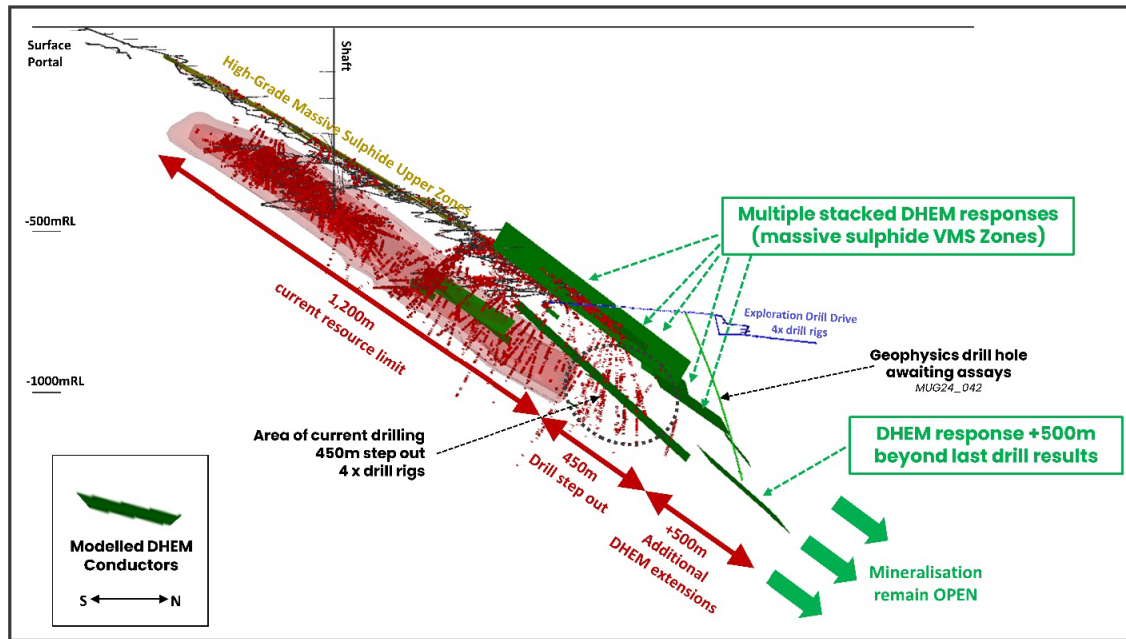 Surface
Portal
Shaft
High-Grade Massive Sulphide Upper Zones
-500mRL
-1000mRL
1,200m
current resource limit
Multiple stacked DHEM responses
(massive sulphide VMS Zones)
Exploration Drill Drive
4x drill rigs
Geophysics drill hole
awaiting assays
MUG24_042
Area of current drilling
450m step out
4 x drill rigs
DHEM response +500m
beyond last drill results
450m
Drill step out
+500m
Additional
DHEM extensions
Mineralisation
remain OPEN
Modelled DHEM
Conductors
S N